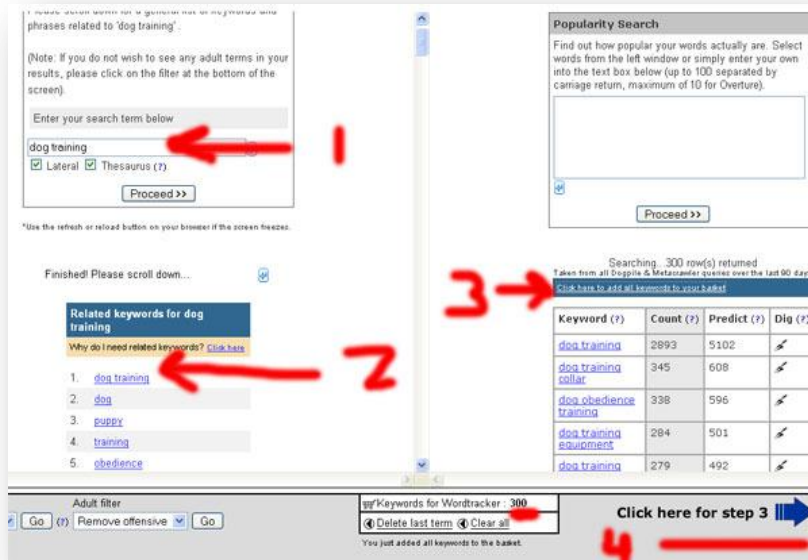 phrases related to 'dog training' .
(Note: If you do not wish to see any adult terms in your
results, please click on the filter at the bottom of the
screen).
Enter your search term below
dog training
Lateral Thesaurus (?)
Proceed >>
*Use the refresh or reload button on your browser if the screen freezes.
1
Finished! Please scroll down...
Related keywords for dog
training
Why do I need related keywords? Click here
1. dog training
2. dog
3. puppy
4. training
5. obedience
2
Popularity Search
Find out how popular your words actually are. Select
words from the left window or simply enter your own
into the text box below (up to 100 separated by
carriage return, maximum of 10 for Overture).
Proceed >>
Searching...300 row(s) returned
Taken from all Dogpile & Metacrawler queries over the last 90 day
3
Click here to add all keywords to your basket
Keyword (?) Count (?) Predict (?) Dig (?)
dog training 2893 5102
dog training collar 345 608
dog obedience training 338 596
dog training equipment 284 501
dog training 279 492
Adult filter
Go (?) Remove offensive Go
Keywords for Wordtracker : 300
Delete last term Clear all
You just added all keywords to the basket.
Click here for step 3
4